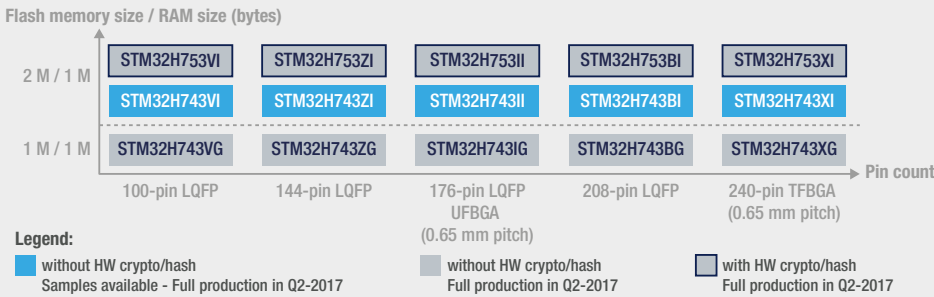 Flash memory size / RAM size (bytes)
2 M / 1 M
STM32H753VI STM32H753ZI STM32H753II STM32H753BI STM32H753XI
STM32H743VI STM32H743ZI STM32H743II STM32H743BI STM32H743XI
1 M / 1 M STM32H743VG STM32H743ZG STM32H743IG STM32H743BG STM32H743XG
Pin count
100-pin LQFP 144-pin LQFP 176-pin LQFP 208-pin LQFP 240-pin TFBGA
UFBGA (0.65 mm pitch)
(0.65 mm pitch)
Legend:
without HW crypto/hash without HW crypto/hash with HW crypto/hash
Samples available - Full production in Q2-2017 Full production in Q2-2017 Full production in Q2-2017